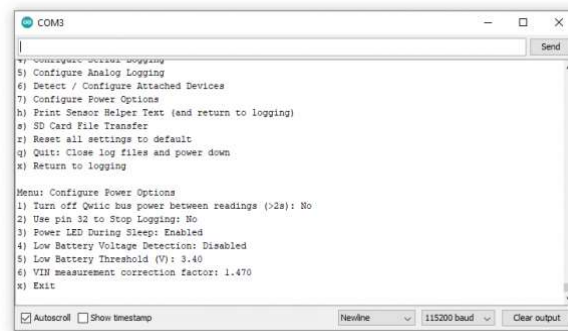 COM3
Send
4) Configure Serial Logging
5) Configure Analog Logging
6) Detect / Configure Attached Devices
7) Configure Power Options
h) Print Sensor Helper Text (and return to logging)
s) SD Card File Transfer
r) Reset all settings to default
q) Quit: Close log files and power down
x) Return to logging
Menu: Configure Power Options
1) Turn off Qwiic bus power between readings (>2s): No
2) Use pin 32 to Stop Logging: No
3) Power LED During Sleep: Enabled
4) Low Battery Voltage Detection: Disabled
5) Low Battery Threshold (V): 3.40
6) VIN measurement correction factor: 1.470
x) Exit
Autoscroll Show timestamp Newline 115200 baud Clear output